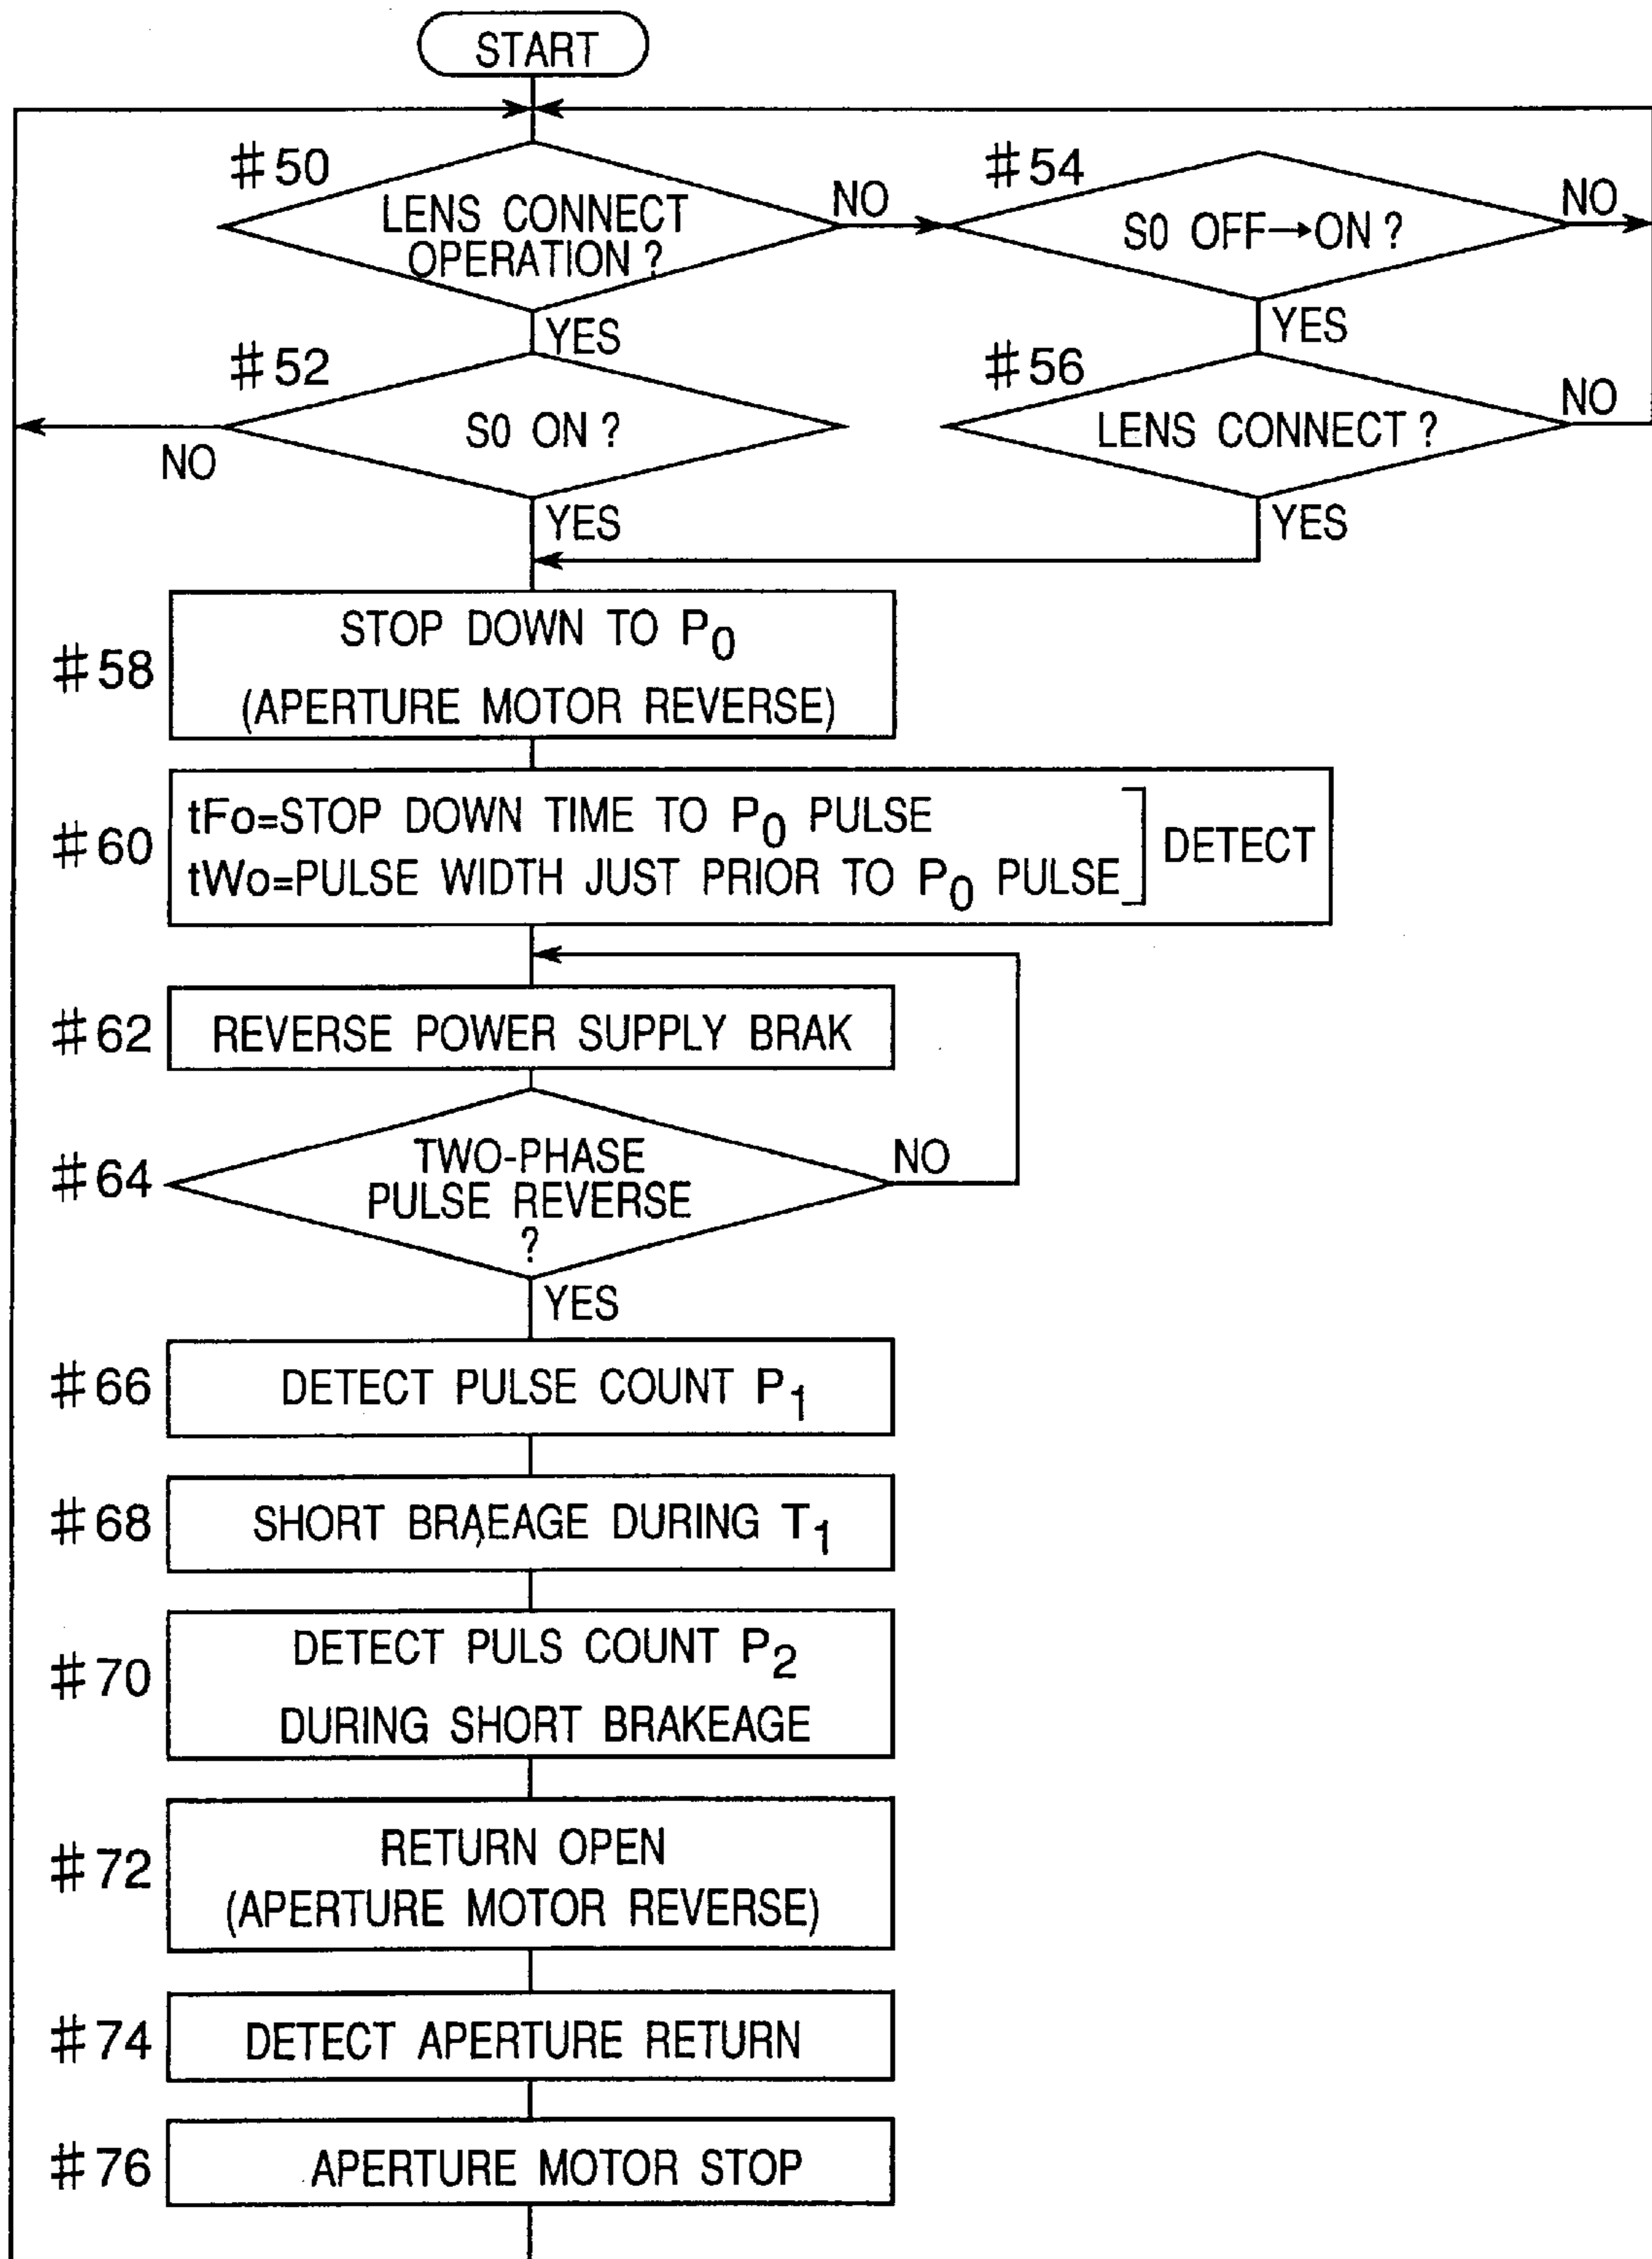 START
#50
LENS CONNECT
OPERATION ?
NO
#54
S0 OFF→ON ?
NO
YES
YES
#52
S0 ON ?
NO
YES
#56
LENS CONNECT ?
NO
YES
#58
STOP DOWN TO P0
(APERTURE MOTOR REVERSE)
#60
tFo=STOP DOWN TIME TO P0 PULSE
tWo=PULSE WIDTH JUST PRIOR TO P0 PULSE
DETECT
#62
REVERSE POWER SUPPLY BRAK
#64
TWO-PHASE
PULSE REVERSE
?
NO
YES
#66
DETECT PULSE COUNT P1
#68
SHORT BRAEAGE DURING T1
#70
DETECT PULS COUNT P2
DURING SHORT BRAKEAGE
#72
RETURN OPEN
(APERTURE MOTOR REVERSE)
#74
DETECT APERTURE RETURN
#76
APERTURE MOTOR STOP